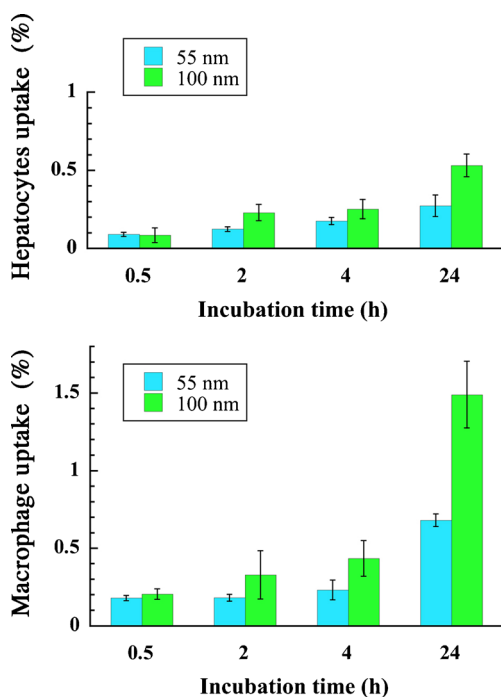 Hepatocytes uptake (%)
55 nm
100 nm
1
0.5
0
0.5 2 4 24
Incubation time (h)
Macrophage uptake (%)
55 nm
100 nm
1.5
1
0.5
0
0.5 2 4 24
Incubation time (h)